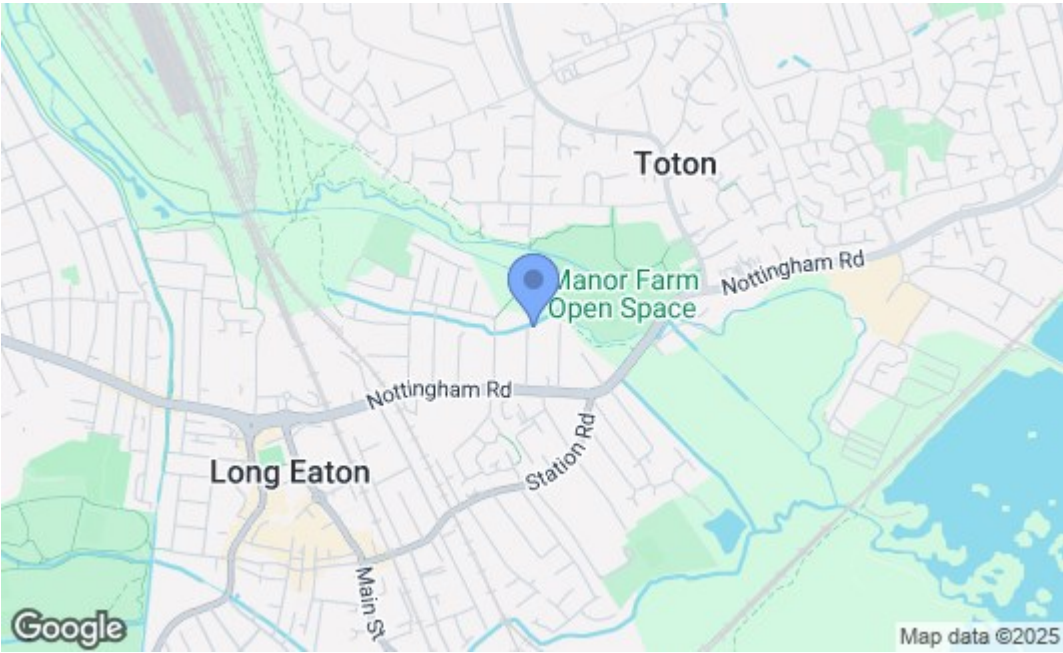 Toton
Nottingham Rd
Manor Farm
Open Space
Nottingham Rd
Station Rd
Long Eaton
Main St
Google
Map data ©2025